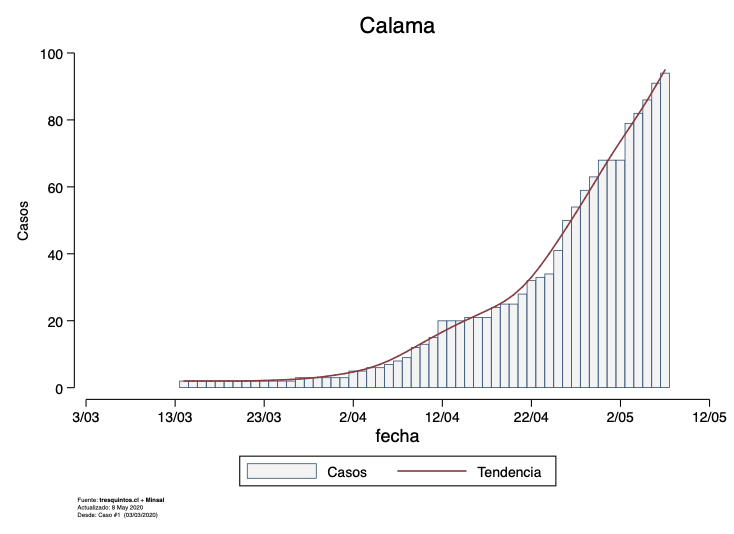 Calama
100
80
60
40
20
0
Casos
3/03 13/03 23/03 2/04 12/04 22/04 2/05 12/05
fecha
Casos Tendencia
Fuente: tresquintos.cl + Minsal
Actualizado: 8 May 2020
Desde: Caso #1 (03/03/2020)